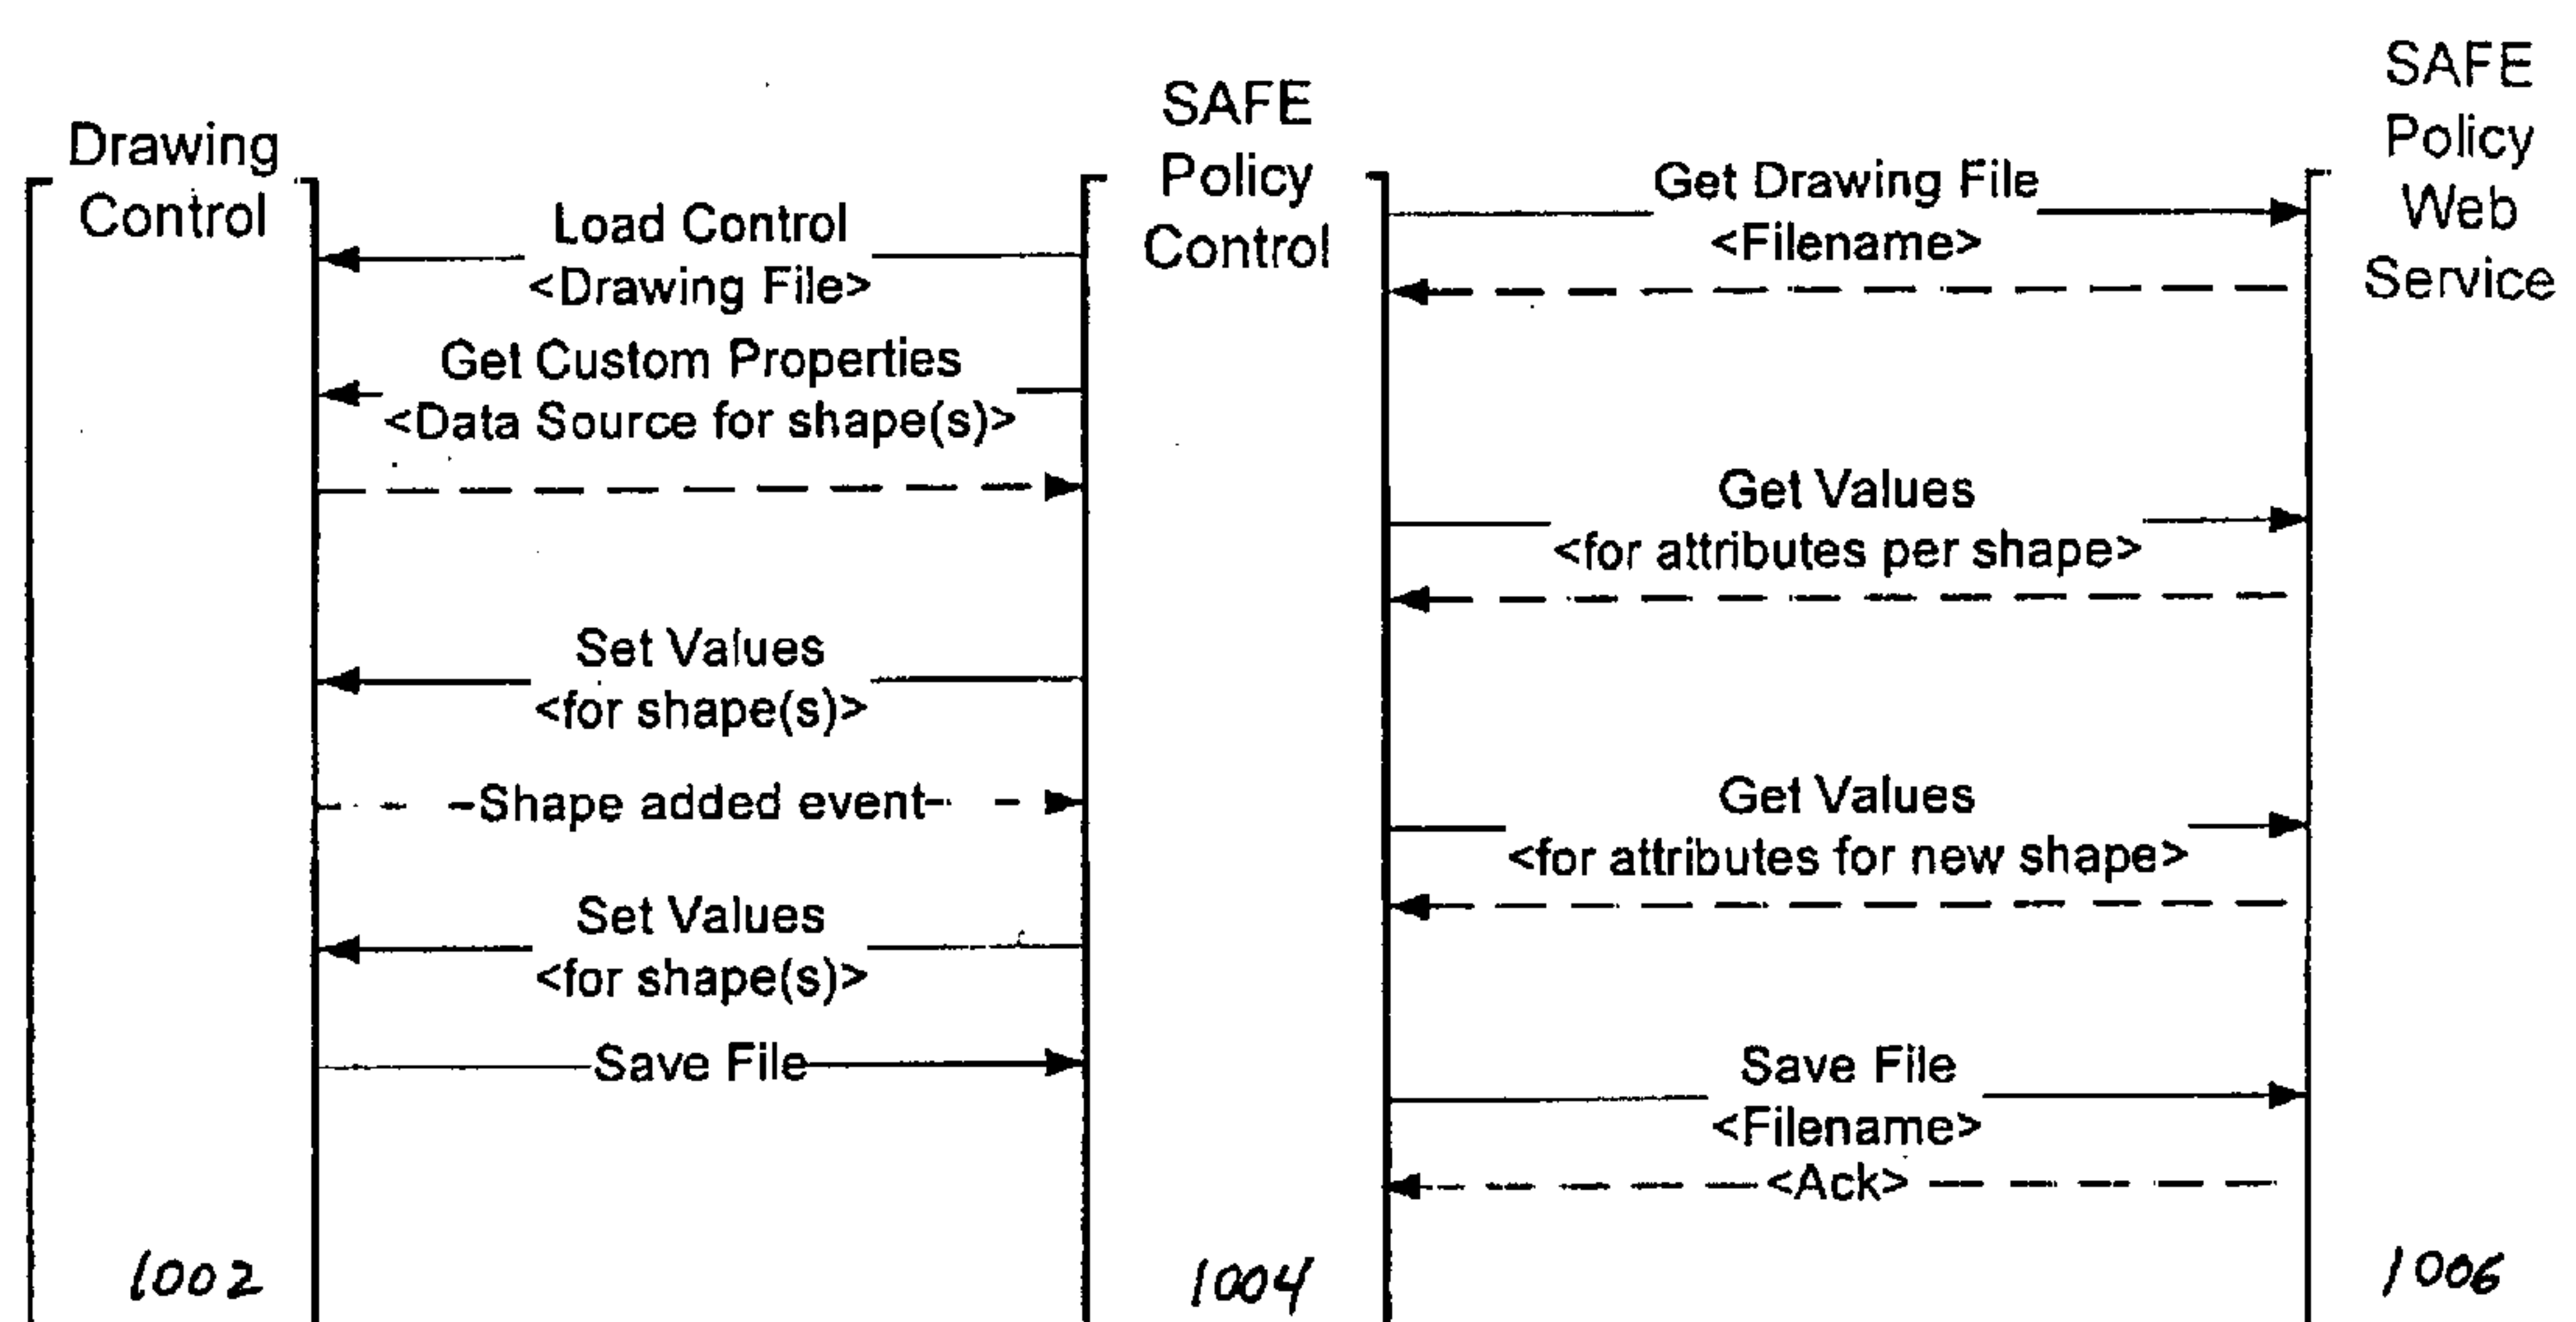 Drawing
Control
SAFE
Policy
Control
SAFE
Policy
Web
Service
Get Drawing File
<Filename>
Load Control
<Drawing File>
Get Custom Properties
<Data Source for shape(s)>
Get Values
<for attributes per shape>
Set Values
<for shape(s)>
Shape added event
Get Values
<for attributes for new shape>
Set Values
<for shape(s)>
Save File
Save File
<Filename>
<Ack>
1002
1004
1006